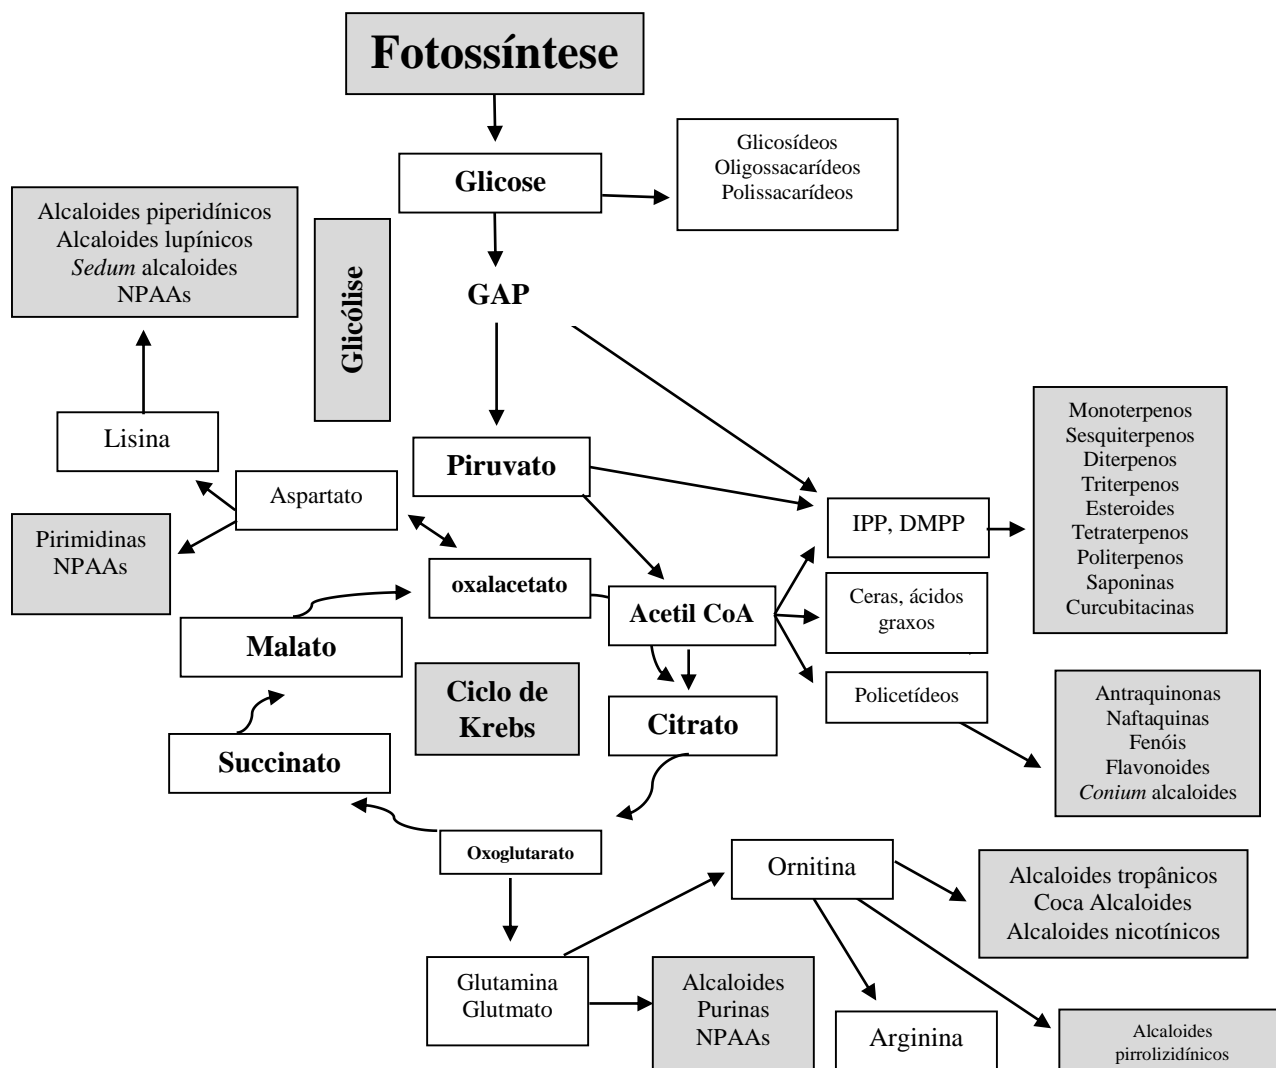 Fotossíntese
Glicose
Glicosídeos
Oligossacarídeos
Polissacarídeos
Alcaloides piperidínicos
Alcaloides lupínicos
Sedum alcaloides
NPAAs
Glicólise
GAP
Lisina
Piruvato
Monoterpenos
Sesquiterpenos
Diterpenos
Triterpenos
Esteroides
Tetraterpenos
Politerpenos
Saponinas
Curcubitacinas
Aspartato
IPP, DMPP
Pirimidinas
NPAAs
oxalacetato
Acetil CoA
Ceras, ácidos
graxos
Malato
Ciclo de
Krebs
Citrato
Policetídeos
Antraquinonas
Naftaquinas
Fenóis
Flavonoides
Conium alcaloides
Succinato
Oxoglutarato
Ornitina
Alcaloides tropânicos
Coca Alcaloides
Alcaloides nicotínicos
Glutamina
Glutmato
Alcaloides
Purinas
NPAAs
Arginina
Alcaloides
pirrolizidínicos